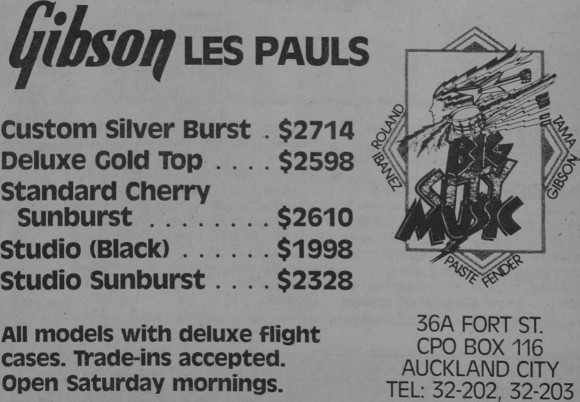 Gibson LES PAULS
Custom Silver Burst . $2714
Deluxe Gold Top . . . . $2598
Standard Cherry
Sunburst . . . . . . . . $2610
Studio (Black) . . . . . . $1998
Studio Sunburst . . . . $2328
All models with deluxe flight
cases. Trade-ins accepted.
Open Saturday mornings.
ROLAND
IBANEZ
TAMA
GIBSON
BIG
CITY
MUSIC
PAISTE FENDER
36A FORT ST.
CPO BOX 116
AUCKLAND CITY
TEL: 32-202, 32-203